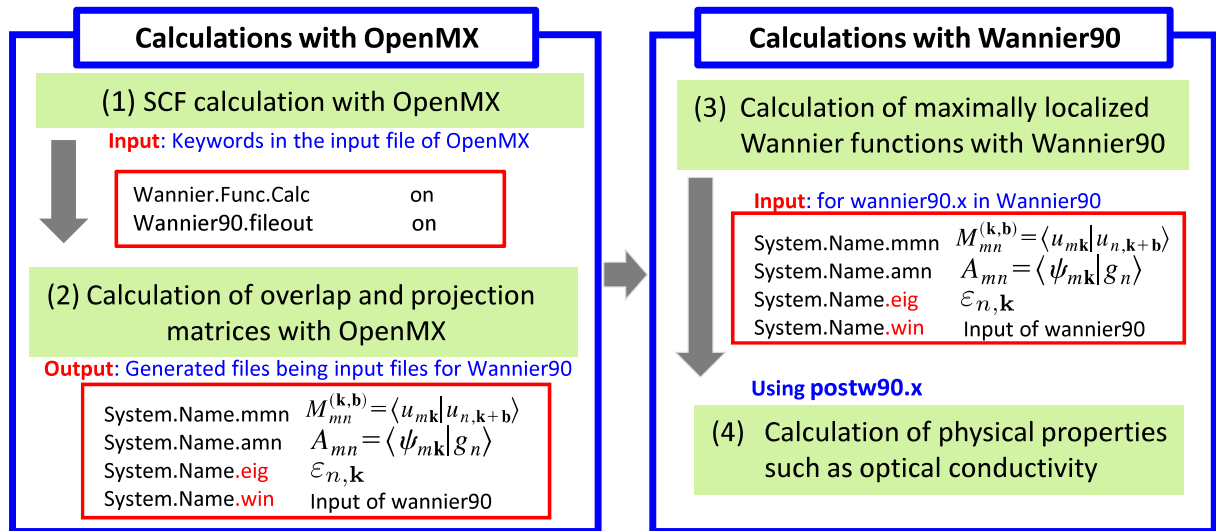 Calculations with OpenMX
(1) SCF calculation with OpenMX
Input: Keywords in the input file of OpenMX
Wannier.Func.Calc on
Wannier90.fileout on
(2) Calculation of overlap and projection
matrices with OpenMX
Output: Generated files being input files for Wannier90
System.Name.mmn M_{mn}^{(k,b)}=⟨u_{mk}|u_{n,k+b}⟩
System.Name.amn A_{mn}=⟨ψ_{mk}|g_n⟩
System.Name.eig ε_{n,k}
System.Name.win Input of wannier90
Calculations with Wannier90
(3) Calculation of maximally localized
Wannier functions with Wannier90
Input: for wannier90.x in Wannier90
System.Name.mmn M_{mn}^{(k,b)}=⟨u_{mk}|u_{n,k+b}⟩
System.Name.amn A_{mn}=⟨ψ_{mk}|g_n⟩
System.Name.eig ε_{n,k}
System.Name.win Input of wannier90
Using postw90.x
(4) Calculation of physical properties
such as optical conductivity